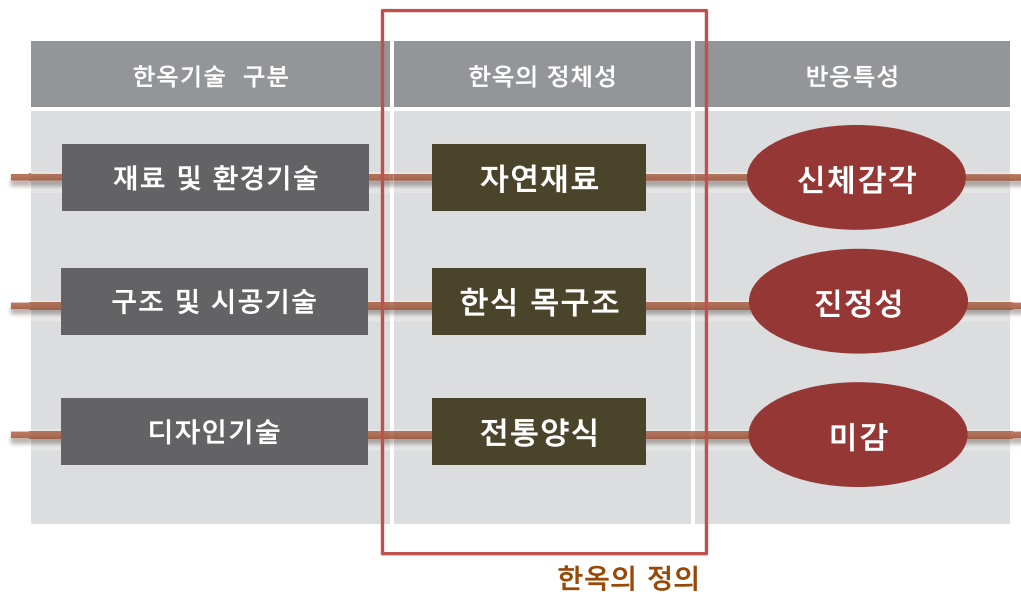 한옥기술 구분
한옥의 정체성
반응특성
재료 및 환경기술
자연재료
신체감각
구조 및 시공기술
한식 목구조
진정성
디자인기술
전통양식
미감
한옥의 정의